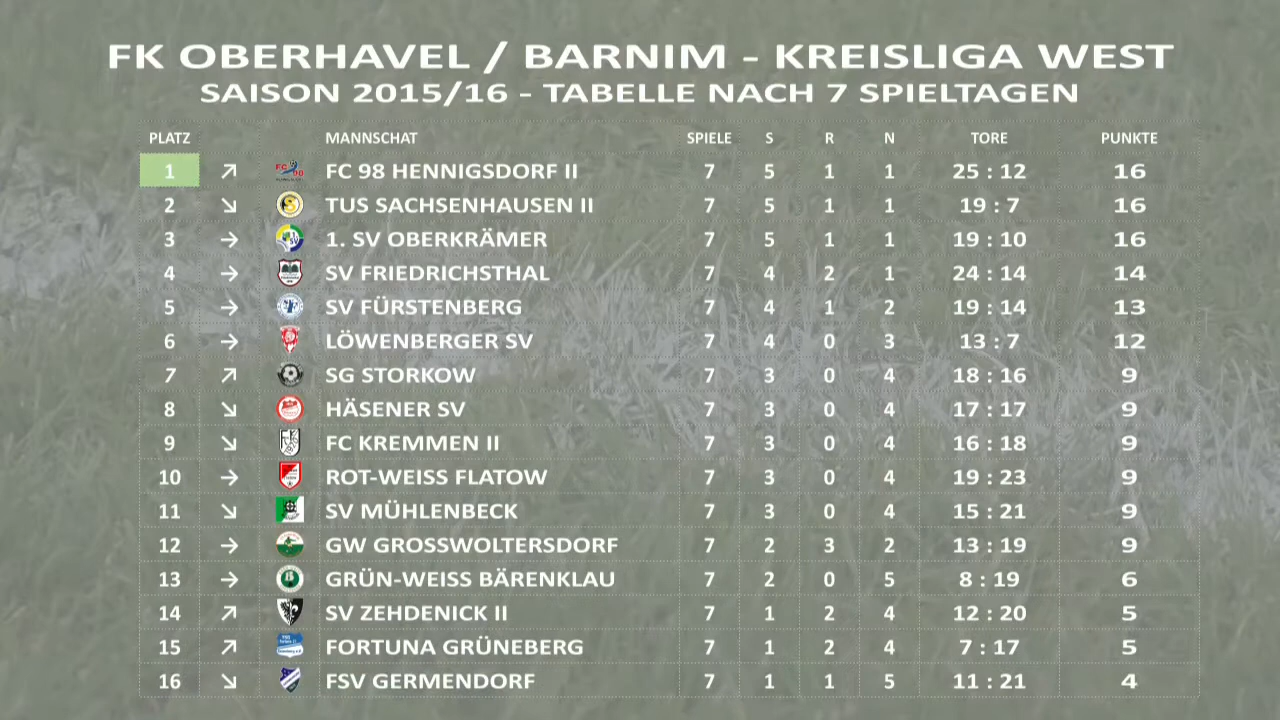 FK OBERHAVEL / BARNIM - KREISLIGA WEST
SAISON 2015/16 - TABELLE NACH 7 SPIELTAGEN
PLATZ MANNSCHAT SPIELE S R N TORE PUNKTE
1 ↗ FC 98 HENNIGSDORF II 7 5 1 1 25 : 12 16
2 ↘ TUS SACHSENHAUSEN II 7 5 1 1 19 : 7 16
3 → 1. SV OBERKRÄMER 7 5 1 1 19 : 10 16
4 → SV FRIEDRICHSTHAL 7 4 2 1 24 : 14 14
5 → SV FÜRSTENBERG 7 4 1 2 19 : 14 13
6 → LÖWENBERGER SV 7 4 0 3 13 : 7 12
7 ↗ SG STORKOW 7 3 0 4 18 : 16 9
8 ↘ HÄSENER SV 7 3 0 4 17 : 17 9
9 ↘ FC KREMMEN II 7 3 0 4 16 : 18 9
10 → ROT-WEISS FLATOW 7 3 0 4 19 : 23 9
11 ↘ SV MÜHLENBECK 7 3 0 4 15 : 21 9
12 → GW GROSSWOLTERSDORF 7 2 3 2 13 : 19 9
13 → GRÜN-WEISS BÄRENKLAU 7 2 0 5 8 : 19 6
14 ↗ SV ZEHDENICK II 7 1 2 4 12 : 20 5
15 ↗ FORTUNA GRÜNEBERG 7 1 2 4 7 : 17 5
16 ↘ FSV GERMENDORF 7 1 1 5 11 : 21 4